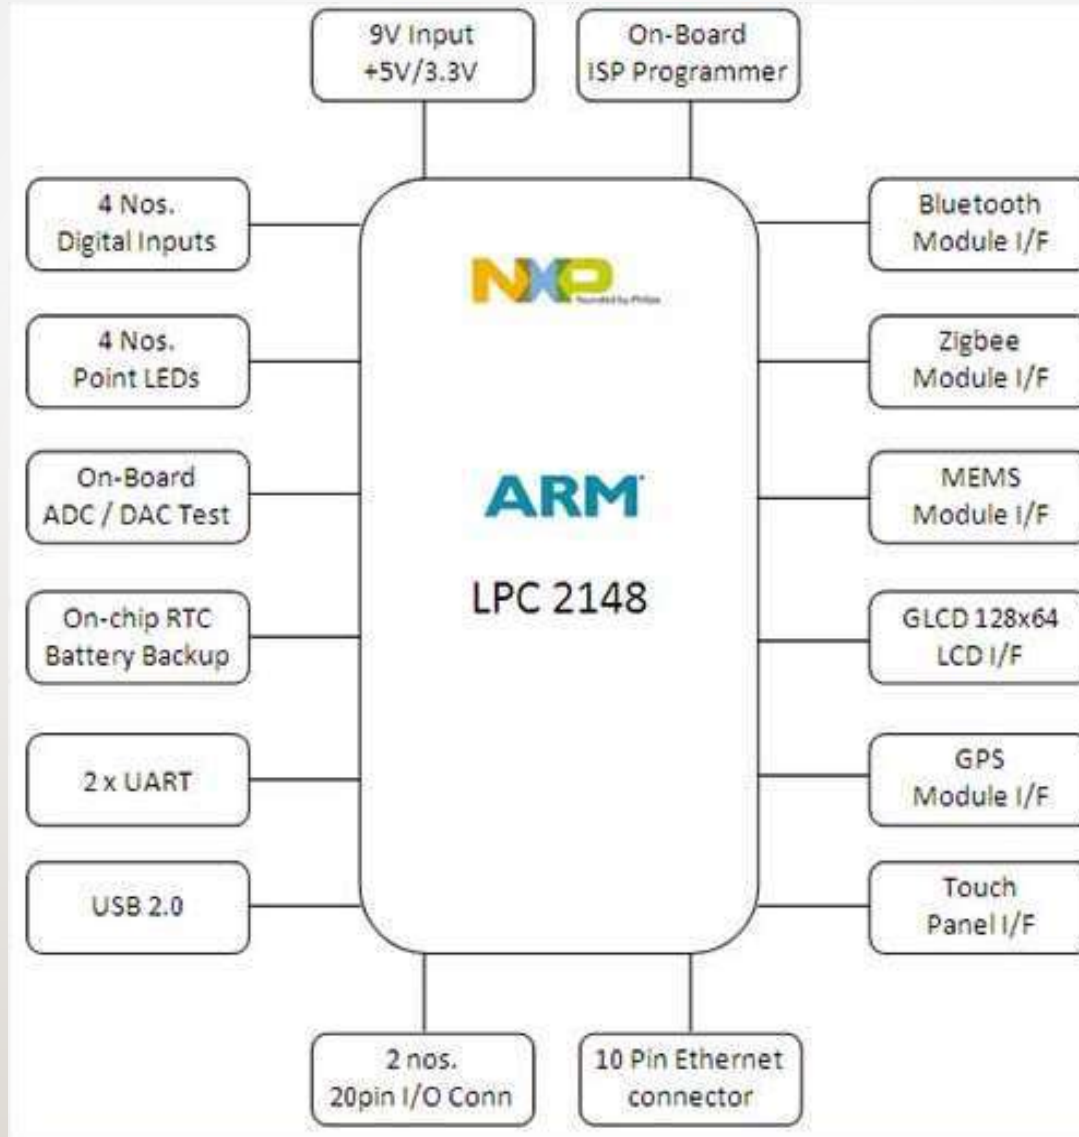 9V Input
+5V/3.3V
On-Board
ISP Programmer
4 Nos.
Digital Inputs
4 Nos.
Point LEDs
On-Board
ADC / DAC Test
On-chip RTC
Battery Backup
2 x UART
USB 2.0
NXP
founded by Philips
ARM
LPC 2148
Bluetooth
Module I/F
Zigbee
Module I/F
MEMS
Module I/F
GLCD 128x64
LCD I/F
GPS
Module I/F
Touch
Panel I/F
2 nos.
20pin I/O Conn
10 Pin Ethernet
connector